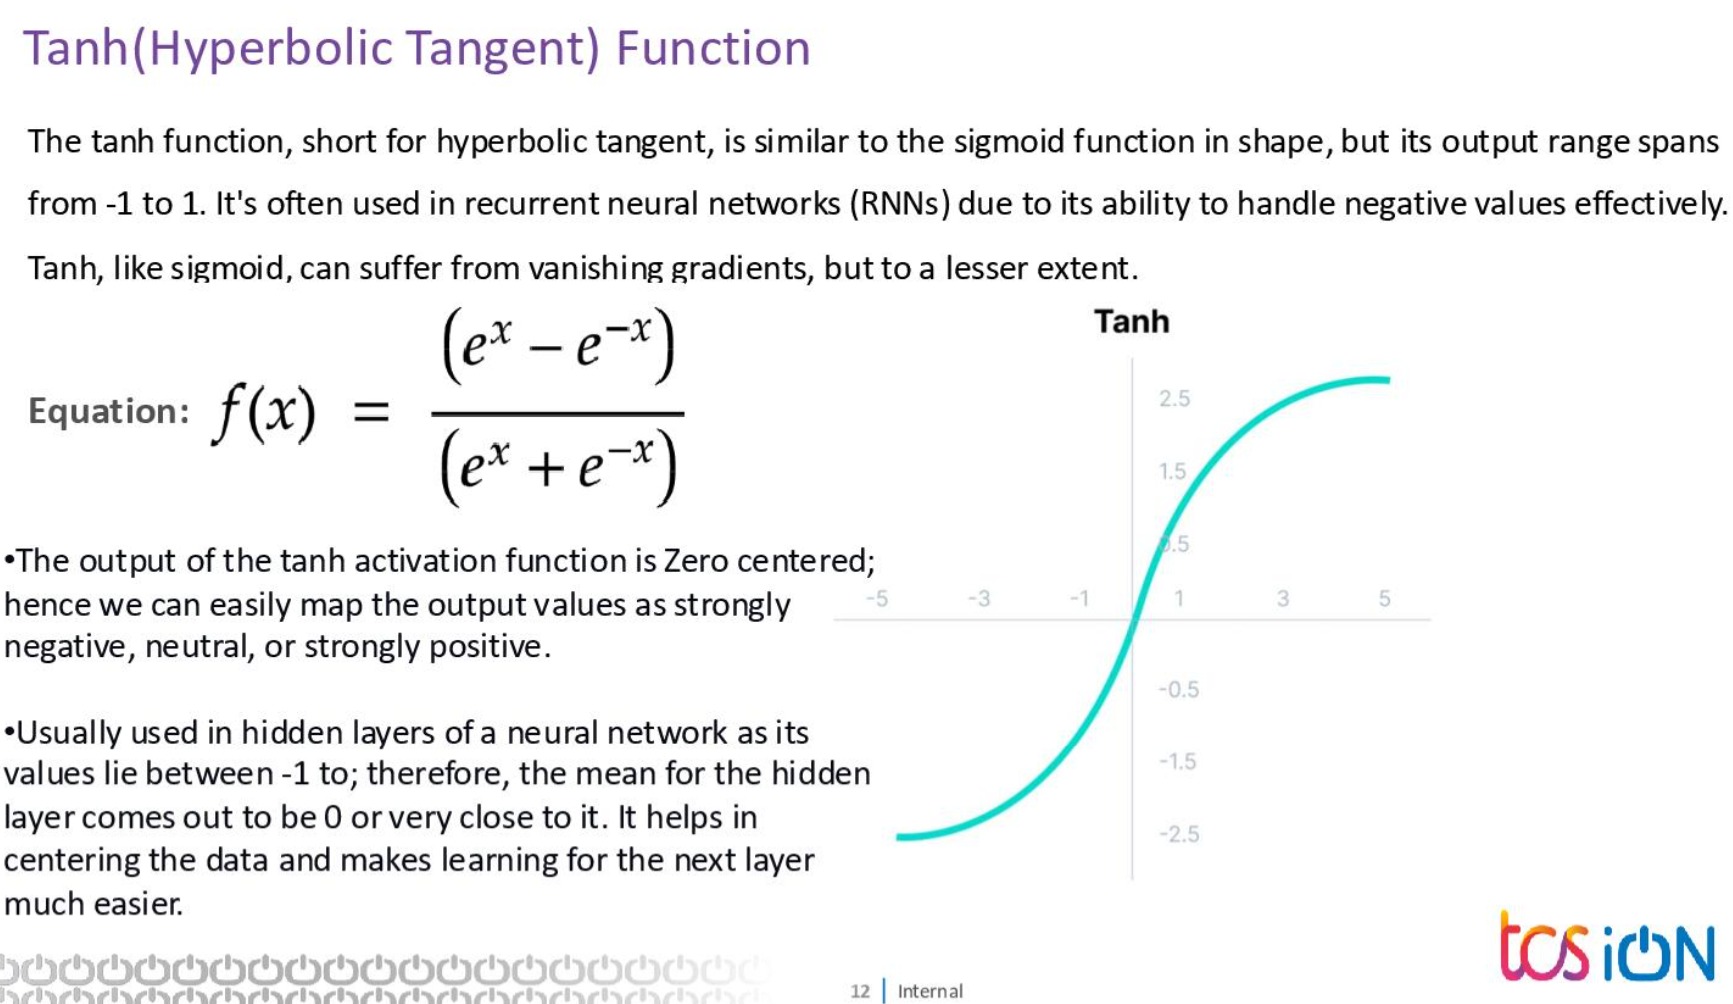 Tanh(Hyperbolic Tangent) Function
The tanh function, short for hyperbolic tangent, is similar to the sigmoid function in shape, but its output range spans
from -1 to 1. It's often used in recurrent neural networks (RNNs) due to its ability to handle negative values effectively.
Tanh, like sigmoid, can suffer from vanishing gradients, but to a lesser extent.
Equation: f(x) = (e^x − e^−x) / (e^x + e^−x)
•The output of the tanh activation function is Zero centered;
hence we can easily map the output values as strongly
negative, neutral, or strongly positive.
•Usually used in hidden layers of a neural network as its
values lie between -1 to; therefore, the mean for the hidden
layer comes out to be 0 or very close to it. It helps in
centering the data and makes learning for the next layer
much easier.
Tanh
2.5
1.5
0.5
-5 -3 -1 1 3 5
-0.5
-1.5
-2.5
12 | Internal
tcs iON